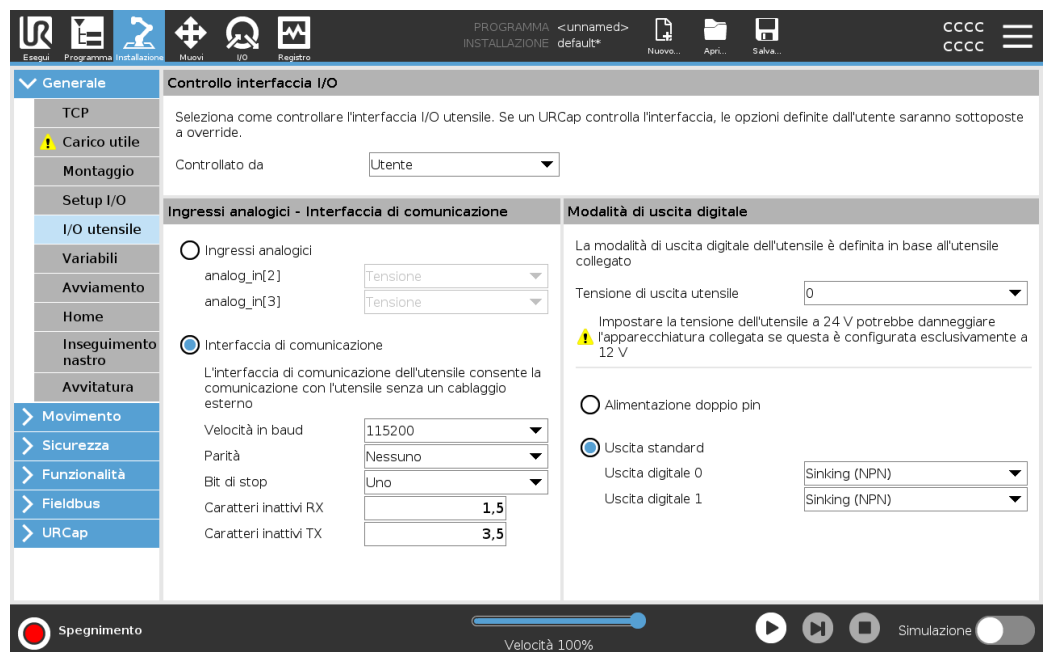 UR
PROGRAMMA <unnamed>
INSTALLAZIONE default*
CCCC
CCCC
Esegui
Programma
Installazione
Muovi
I/O
Registro
Nuovo...
Apri...
Salva...
Generale
TCP
Carico utile
Montaggio
Setup I/O
I/O utensile
Variabili
Avviamento
Home
Inseguimento
nastro
Avvitatura
Movimento
Sicurezza
Funzionalità
Fieldbus
URCap
Controllo interfaccia I/O
Seleziona come controllare l'interfaccia I/O utensile. Se un URCap controlla l'interfaccia, le opzioni definite dall'utente saranno sottoposte
a override.
Controllato da Utente
Ingressi analogici - Interfaccia di comunicazione
Ingressi analogici
analog_in[2] Tensione
analog_in[3] Tensione
Interfaccia di comunicazione
L'interfaccia di comunicazione dell'utensile consente la
comunicazione con l'utensile senza un cablaggio
esterno
Velocità in baud 115200
Parità Nessuno
Bit di stop Uno
Caratteri inattivi RX 1,5
Caratteri inattivi TX 3,5
Modalità di uscita digitale
La modalità di uscita digitale dell'utensile è definita in base all'utensile
collegato
Tensione di uscita utensile 0
Impostare la tensione dell'utensile a 24 V potrebbe danneggiare
l'apparecchiatura collegata se questa è configurata esclusivamente a
12 V
Alimentazione doppio pin
Uscita standard
Uscita digitale 0 Sinking (NPN)
Uscita digitale 1 Sinking (NPN)
Spegnimento
Velocità 100%
Simulazione